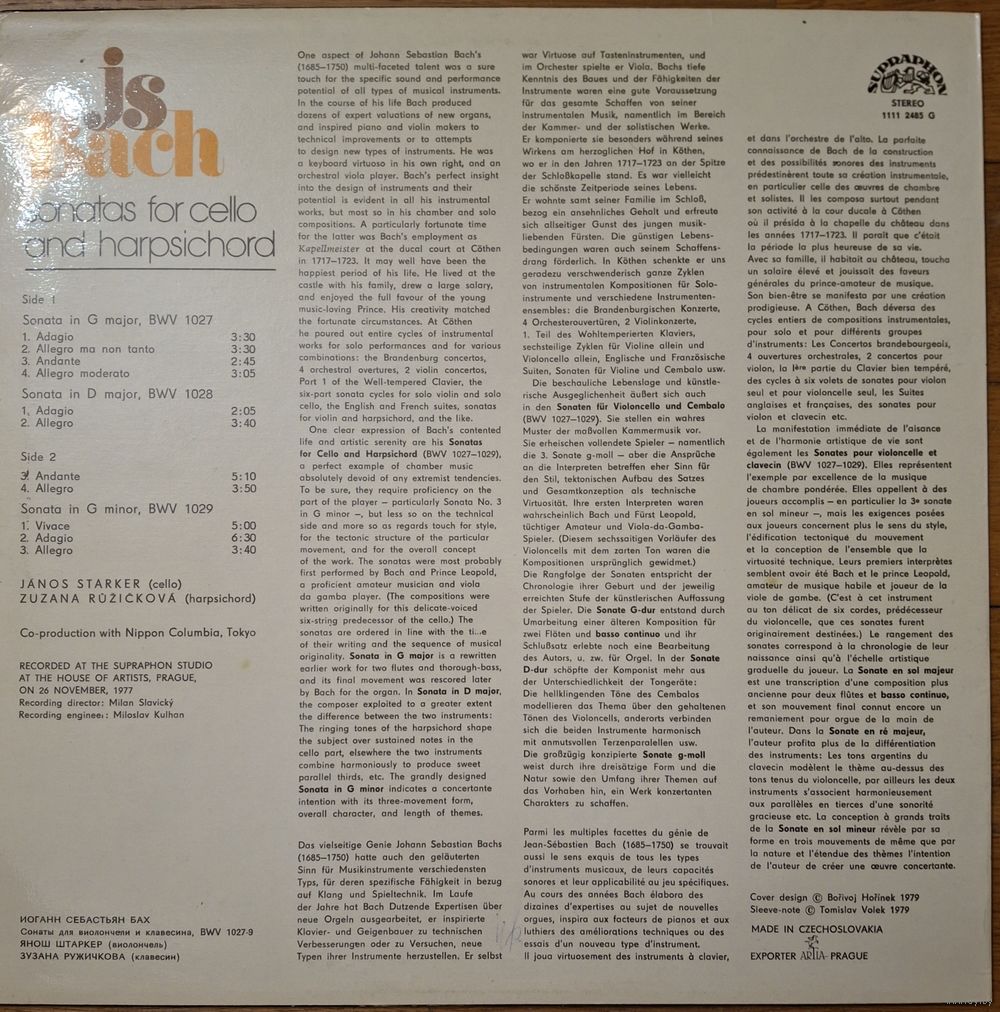 js
Bach
sonatas for cello
and harpsichord
Side 1
Sonata in G major, BWV 1027
1. Adagio 3:30
2. Allegro ma non tanto 3:30
3. Andante 2:45
4. Allegro moderato 3:05
Sonata in D major, BWV 1028
1. Adagio 2:05
2. Allegro 3:40
Side 2
3. Andante 5:10
4. Allegro 3:50
Sonata in G minor, BWV 1029
1. Vivace 5:00
2. Adagio 6:30
3. Allegro 3:40
JÁNOS STARKER (cello)
ZUZANA RŮŽIČKOVÁ (harpsichord)
Co-production with Nippon Columbia, Tokyo
RECORDED AT THE SUPRAPHON STUDIO
AT THE HOUSE OF ARTISTS, PRAGUE,
ON 26 NOVEMBER, 1977
Recording director: Milan Slavický
Recording engineer: Miloslav Kulhan
ИОГАНН СЕБАСТЬЯН БАХ
Сонаты для виолончели и клавесина, BWV 1027-9
ЯНОШ ШТАРКЕР (виолончель)
ЗУЗАНА РУЖИЧКОВА (клавесин)
One aspect of Johann Sebastian Bach's
(1685–1750) multi-faceted talent was a sure
touch for the specific sound and performance
potential of all types of musical instruments.
In the course of his life Bach produced
dozens of expert valuations of new organs,
and inspired piano and violin makers to
technical improvements or to attempts
to design new types of instruments. He was
a keyboard virtuoso in his own right, and an
orchestral viola player. Bach's perfect insight
into the design of instruments and their
potential is evident in all his instrumental
works, but most so in his chamber and solo
compositions. A particularly fortunate time
for the latter was Bach's employment as
Kapellmeister at the ducal court at Cöthen
in 1717–1723. It may well have been the
happiest period of his life. He lived at the
castle with his family, drew a large salary,
and enjoyed the full favour of the young
music-loving Prince. His creativity matched
the fortunate circumstances. At Cöthen
he poured out entire cycles of instrumental
works for solo performances and for various
combinations: the Brandenburg concertos,
4 orchestral overtures, 2 violin concertos,
Part 1 of the Well-tempered Clavier, the
six-part sonata cycles for solo violin and solo
cello, the English and French suites, sonatas
for violin and harpsichord, and the like.
One clear expression of Bach's contented
life and artistic serenity are his Sonatas
for Cello and Harpsichord (BWV 1027–1029),
a perfect example of chamber music
absolutely devoid of any extremist tendencies.
To be sure, they require proficiency on the
part of the player – particularly Sonata No. 3
in G minor –, but less so on the technical
side and more so as regards touch for style,
for the tectonic structure of the particular
movement, and for the overall concept
of the work. The sonatas were most probably
first performed by Bach and Prince Leopold,
a proficient amateur musician and viola
da gamba player. (The compositions were
written originally for this delicate-voiced
six-string predecessor of the cello.) The
sonatas are ordered in line with the
of their writing and the sequence of musical
originality. Sonata in G major is a rewritten
earlier work for two flutes and thorough-bass,
and its final movement was rescored later
by Bach for the organ. In Sonata in D major,
the composer exploited to a greater extent
the difference between the two instruments:
The ringing tones of the harpsichord shape
the subject over sustained notes in the
cello part, elsewhere the two instruments
combine harmoniously to produce sweet
parallel thirds, etc. The grandly designed
Sonata in G minor indicates a concertante
intention with its three-movement form,
overall character, and length of themes.
Das vielseitige Genie Johann Sebastian Bachs
(1685–1750) hatte auch den geläuterten
Sinn für Musikinstrumente verschiedensten
Typs, für deren spezifische Fähigkeit in bezug
auf Klang und Spieltechnik. Im Laufe
der Jahre hat Bach Dutzende Expertisen über
neue Orgeln ausgearbeitet, er inspirierte
Klavier- und Geigenbauer zu technischen
Verbesserungen oder zu Versuchen, neue
Typen ihrer Instrumente herzustellen. Er selbst
war Virtuose auf Tasteninstrumenten, und
im Orchester spielte er Viola. Bachs tiefe
Kenntnis des Baues und der Fähigkeiten der
Instrumente waren eine gute Voraussetzung
für das gesamte Schaffen von seiner
instrumentalen Musik, namentlich im Bereich
der Kammer- und der solistischen Werke.
Er komponierte sie besonders während seines
Wirkens am herzoglichen Hof in Köthen,
wo er in den Jahren 1717–1723 an der Spitze
der Schloßkapelle stand. Es war vielleicht
die schönste Zeitperiode seines Lebens.
Er wohnte samt seiner Familie im Schloß,
bezog ein ansehnliches Gehalt und erfreute
sich allseitiger Gunst des jungen musik-
liebenden Fürsten. Die günstigen Lebens-
bedingungen waren auch seinem Schaffens-
drang förderlich. In Köthen schenkte er uns
geradezu verschwenderisch ganze Zyklen
von instrumentalen Kompositionen für Solo-
instrumente und verschiedene Instrumenten-
ensembles: die Brandenburgischen Konzerte,
4 Orchesterouvertüren, 2 Violinkonzerte,
1. Teil des Wohltemperierten Klaviers,
sechsteilige Zyklen für Violine allein und
Violoncello allein, Englische und Französische
Suiten, Sonaten für Violine und Cembalo usw.
Die beschauliche Lebenslage und künstle-
rische Ausgeglichenheit äußert sich auch
in den Sonaten für Violoncello und Cembalo
(BWV 1027–1029). Sie stellen ein wahres
Muster der maßvollen Kammermusik vor.
Sie erheischen vollendete Spieler – namentlich
die 3. Sonate g-moll – aber die Ansprüche
an die Interpreten betreffen eher Sinn für
den Stil, tektonischen Aufbau des Satzes
und Gesamtkonzeption als technische
Virtuosität. Ihre ersten Interpreten waren
wahrscheinlich Bach und Fürst Leopold,
tüchtiger Amateur und Viola-da-Gamba-
Spieler. (Diesem sechssaitigen Vorläufer des
Violoncells mit dem zarten Ton waren die
Kompositionen ursprünglich gewidmet.)
Die Rangfolge der Sonaten entspricht der
Chronologie ihrer Geburt und der jeweilig
erreichten Stufe der künstlerischen Auffassung
der Spieler. Die Sonate G-dur entstand durch
Umarbeitung einer älteren Komposition für
zwei Flöten und basso continuo und ihr
Schlußsatz erlebte noch eine Bearbeitung
des Autors, u. zw. für Orgel. In der Sonate
D-dur schöpfte der Komponist mehr aus
der Unterschiedlichkeit der Tongeräte:
Die hellklingenden Töne des Cembalos
modellieren das Thema über den gehaltenen
Tönen des Violoncells, anderorts verbinden
sich die beiden Instrumente harmonisch
mit anmutsvollen Terzenparallelen usw.
Die großzügig konzipierte Sonate g-moll
weist durch ihre dreisätzige Form und die
Natur sowie den Umfang ihrer Themen auf
das Vorhaben hin, ein Werk konzertanten
Charakters zu schaffen.
Parmi les multiples facettes du génie de
Jean-Sébastien Bach (1685–1750) se trouvait
aussi le sens exquis de tous les types
d'instruments musicaux, de leurs capacités
sonores et leur applicabilité au jeu spécifiques.
Au cours des années Bach élabora des
dizaines d'expertises au sujet de nouvelles
orgues, inspira aux facteurs de pianos et aux
luthiers des améliorations techniques ou des
essais d'un nouveau type d'instrument.
Il joua virtuosement des instruments à clavier,
SUPRAPHON
STEREO
1111 2485 G
et dans l'orchestre de l'alto. La parfaite
connaissance de Bach de la construction
et des possibilités sonores des instruments
prédestinèrent toute sa création instrumentale,
en particulier celle des œuvres de chambre
et solistes. Il les composa surtout pendant
son activité à la cour ducale à Cöthen
où il présida à la chapelle du château dans
les années 1717–1723. Il paraît que c'était
la période la plus heureuse de sa vie.
Avec sa famille, il habitait au château, toucha
un salaire élevé et jouissait des faveurs
générales du prince-amateur de musique.
Son bien-être se manifesta par une création
prodigieuse. A Cöthen, Bach déversa des
cycles entiers de compositions instrumentales,
pour solo et pour différents groupes
d'instruments: Les Concertos brandebourgeois,
4 ouvertures orchestrales, 2 concertos pour
violon, la 1ère partie du Clavier bien tempéré,
des cycles à six volets de sonates pour violon
seul et pour violoncelle seul, les Suites
anglaises et françaises, des sonates pour
violon et clavecin etc.
La manifestation immédiate de l'aisance
et de l'harmonie artistique de vie sont
également les Sonates pour violoncelle et
clavecin (BWV 1027–1029). Elles représentent
l'exemple par excellence de la musique
de chambre pondérée. Elles appellent à des
joueurs accomplis – en particulier la 3e sonate
en sol mineur –, mais les exigences posées
aux joueurs concernent plus le sens du style,
l'édification tectonique du mouvement
et la conception de l'ensemble que la
virtuosité technique. Leurs premiers interprètes
semblent avoir été Bach et le prince Leopold,
amateur de musique habile et joueur de la
viole de gambe. (C'est à cet instrument
au ton délicat de six cordes, prédécesseur
du violoncelle, que ces sonates furent
originairement destinées.) Le rangement des
sonates correspond à la chronologie de leur
naissance ainsi qu'à l'échelle artistique
graduelle du joueur. La Sonate en sol majeur
est une transcription d'une composition plus
ancienne pour deux flûtes et basso continuo,
et son mouvement final connut encore un
remaniement pour orgue de la main de
l'auteur. Dans la Sonate en ré majeur,
l'auteur profita plus de la différentiation
des instruments: Les tons argentins du
clavecin modèlent le thème au-dessus des
tons tenus du violoncelle, par ailleurs les deux
instruments s'associent harmonieusement
aux parallèles en tierces d'une sonorité
gracieuse etc. La conception à grands traits
de la Sonate en sol mineur révèle par sa
forme en trois mouvements de même que par
la nature et l'étendue des thèmes l'intention
de l'auteur de créer une œuvre concertante.
Cover design © Bořivoj Hořínek 1979
Sleeve-note © Tomislav Volek 1979
MADE IN CZECHOSLOVAKIA
EXPORTER ARTIA PRAGUE